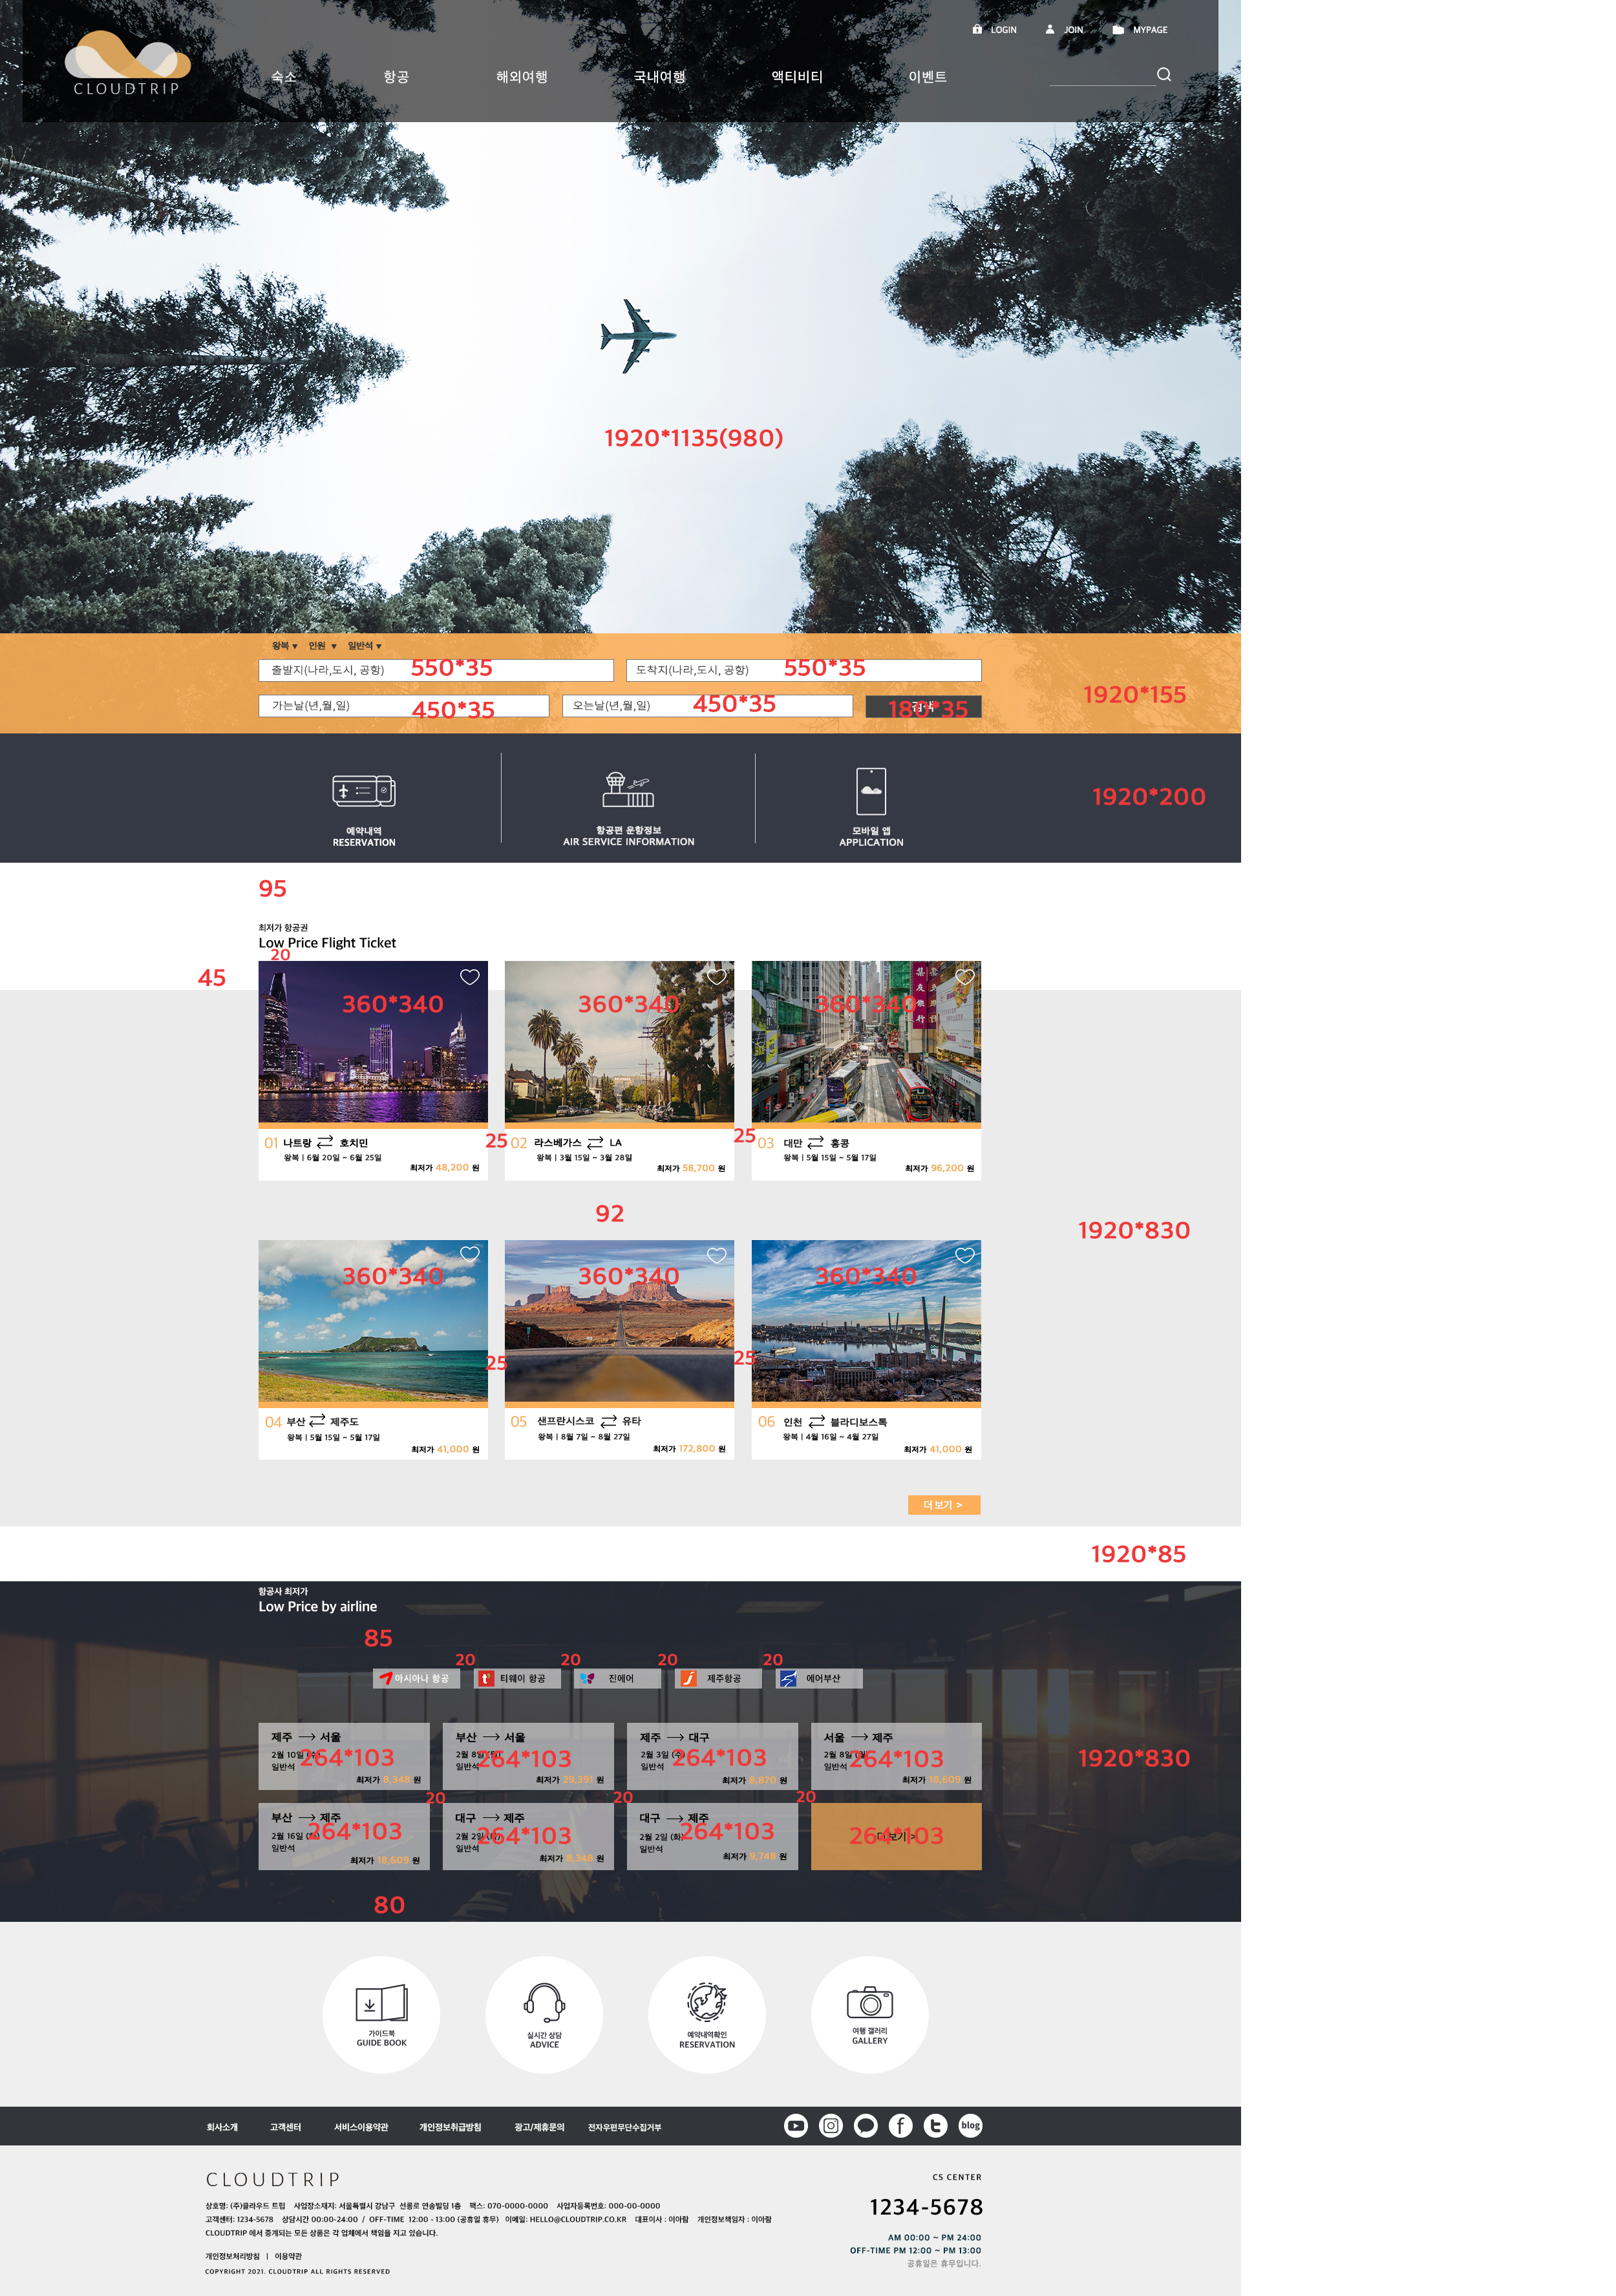 LOGIN JOIN MYPAGE
CLOUDTRIP
숙소 항공 해외여행 국내여행 액티비티 이벤트
1920*1135(980)
왕복 ▼ 인원 ▼ 일반석 ▼
출발지(나라,도시, 공항) 550*35 도착지(나라,도시, 공항) 550*35
1920*155
가는날(년,월,일) 450*35 오는날(년,월,일) 450*35 검색 180*35
1920*200
예약내역 항공편 운항정보 모바일 앱
RESERVATION AIR SERVICE INFORMATION APPLICATION
95
최저가 항공권
Low Price Flight Ticket
20
45
360*340 360*340 360*340
集友銀行
25 25
01 나트랑 호치민 02 라스베가스 LA 03 대만 홍콩
왕복 | 6월 20일 ~ 6월 25일 왕복 | 3월 15일 ~ 3월 28일 왕복 | 5월 15일 ~ 5월 17일
최저가 48,200 원 최저가 58,700 원 최저가 96,200 원
92
1920*830
360*340 360*340 360*340
25 25
04 부산 제주도 05 샌프란시스코 유타 06 인천 블라디보스톡
왕복 | 5월 15일 ~ 5월 17일 왕복 | 8월 7일 ~ 8월 27일 왕복 | 4월 16일 ~ 4월 27일
최저가 41,000 원 최저가 172,800 원 최저가 41,000 원
더보기 >
1920*85
항공사 최저가
Low Price by airline
85
20 20 20 20
아시아나 항공 티웨이 항공 진에어 제주항공 에어부산
제주 서울 부산 서울 제주 대구 서울 제주
2월 10일 (수) 2월 8일 2월 3일 (수) 2월 8일
264*103 264*103 264*103 264*103
1920*830
일반석 일반석 일반석 일반석
최저가 8,348 원 최저가 29,391 원 최저가 8,870 원 최저가 18,609 원
20 20 20
부산 제주 대구 제주 대구 제주
2월 16일 (화) 2월 2일 2월 2일 (화)
264*103 264*103 264*103 264*103
더보기 >
일반석 일반석 일반석
최저가 18,609 원 최저가 8,348 원 최저가 9,748 원
80
가이드북 실시간 상담 예약내역확인 여행 갤러리
GUIDE BOOK ADVICE RESERVATION GALLERY
회사소개 고객센터 서비스이용약관 개인정보취급방침 광고/제휴문의 전자우편무단수집거부 blog
CLOUDTRIP
CS CENTER
상호명: (주)클라우드 트립 사업장소재지: 서울특별시 강남구 선릉로 연송빌딩 1층 팩스: 070-0000-0000 사업자등록번호: 000-00-0000
1234-5678
고객센터: 1234-5678 상담시간 00:00-24:00 / OFF-TIME 12:00 - 13:00 (공휴일 휴무) 이메일: HELLO@CLOUDTRIP.CO.KR 대표이사 : 이아람 개인정보책임자 : 이아람
CLOUDTRIP 에서 중계되는 모든 상품은 각 업체에서 책임을 지고 있습니다.
AM 00:00 ~ PM 24:00
OFF-TIME PM 12:00 ~ PM 13:00
개인정보처리방침 | 이용약관
공휴일은 휴무입니다.
COPYRIGHT 2021. CLOUDTRIP ALL RIGHTS RESERVED